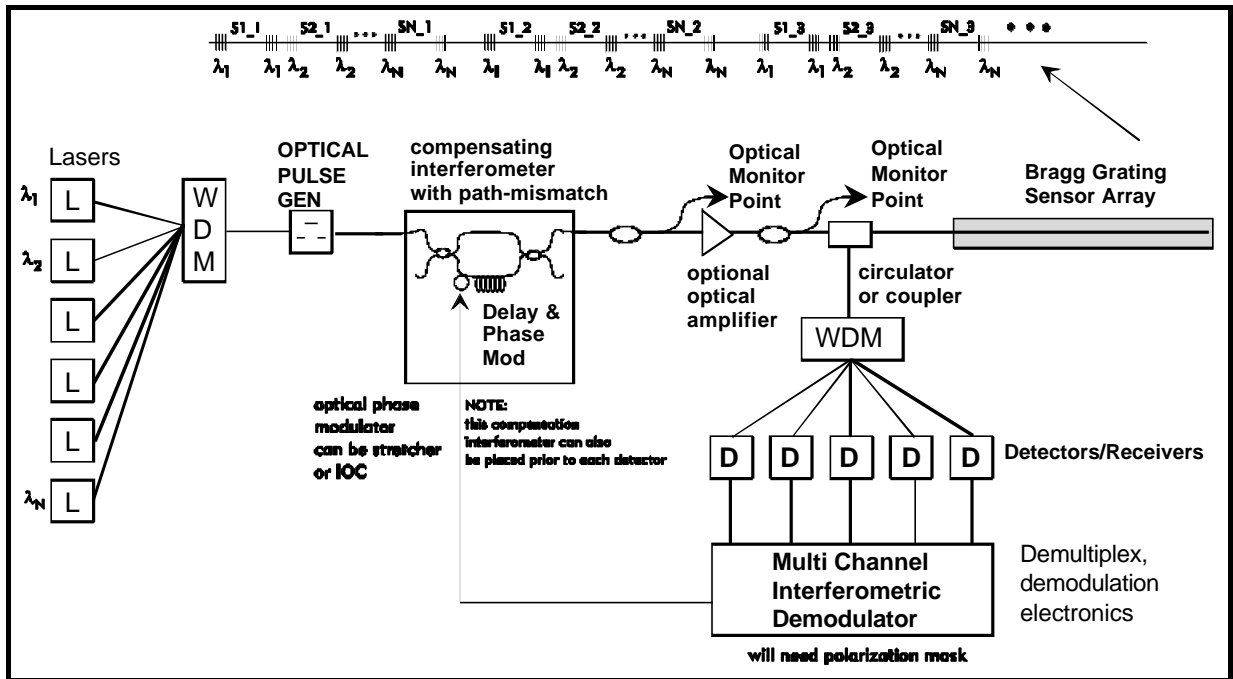 S1_1 S2_1 ... SN_1 S1_2 S2_2 ... SN_2 S1_3 S2_3 ... SN_3 • • •
λ1 λ1 λ2 λ2 λN λN λ1 λ1 λ2 λ2 λN λN λ1 λ1 λ2 λ2 λN λN
Lasers
λ1 L
λ2 L
L
L
L
λN L
W
D
M
OPTICAL
PULSE
GEN
compensating
interferometer
with path-mismatch
Delay &
Phase
Mod
optical phase
modulator
can be stretcher
or IOC
NOTE:
this compensation
interferometer can also
be placed prior to each detector
Optical
Monitor
Point
optional
optical
amplifier
Optical
Monitor
Point
circulator
or coupler
Bragg Grating
Sensor Array
WDM
D D D D D
Detectors/Receivers
Multi Channel
Interferometric
Demodulator
Demultiplex,
demodulation
electronics
will need polarization mask